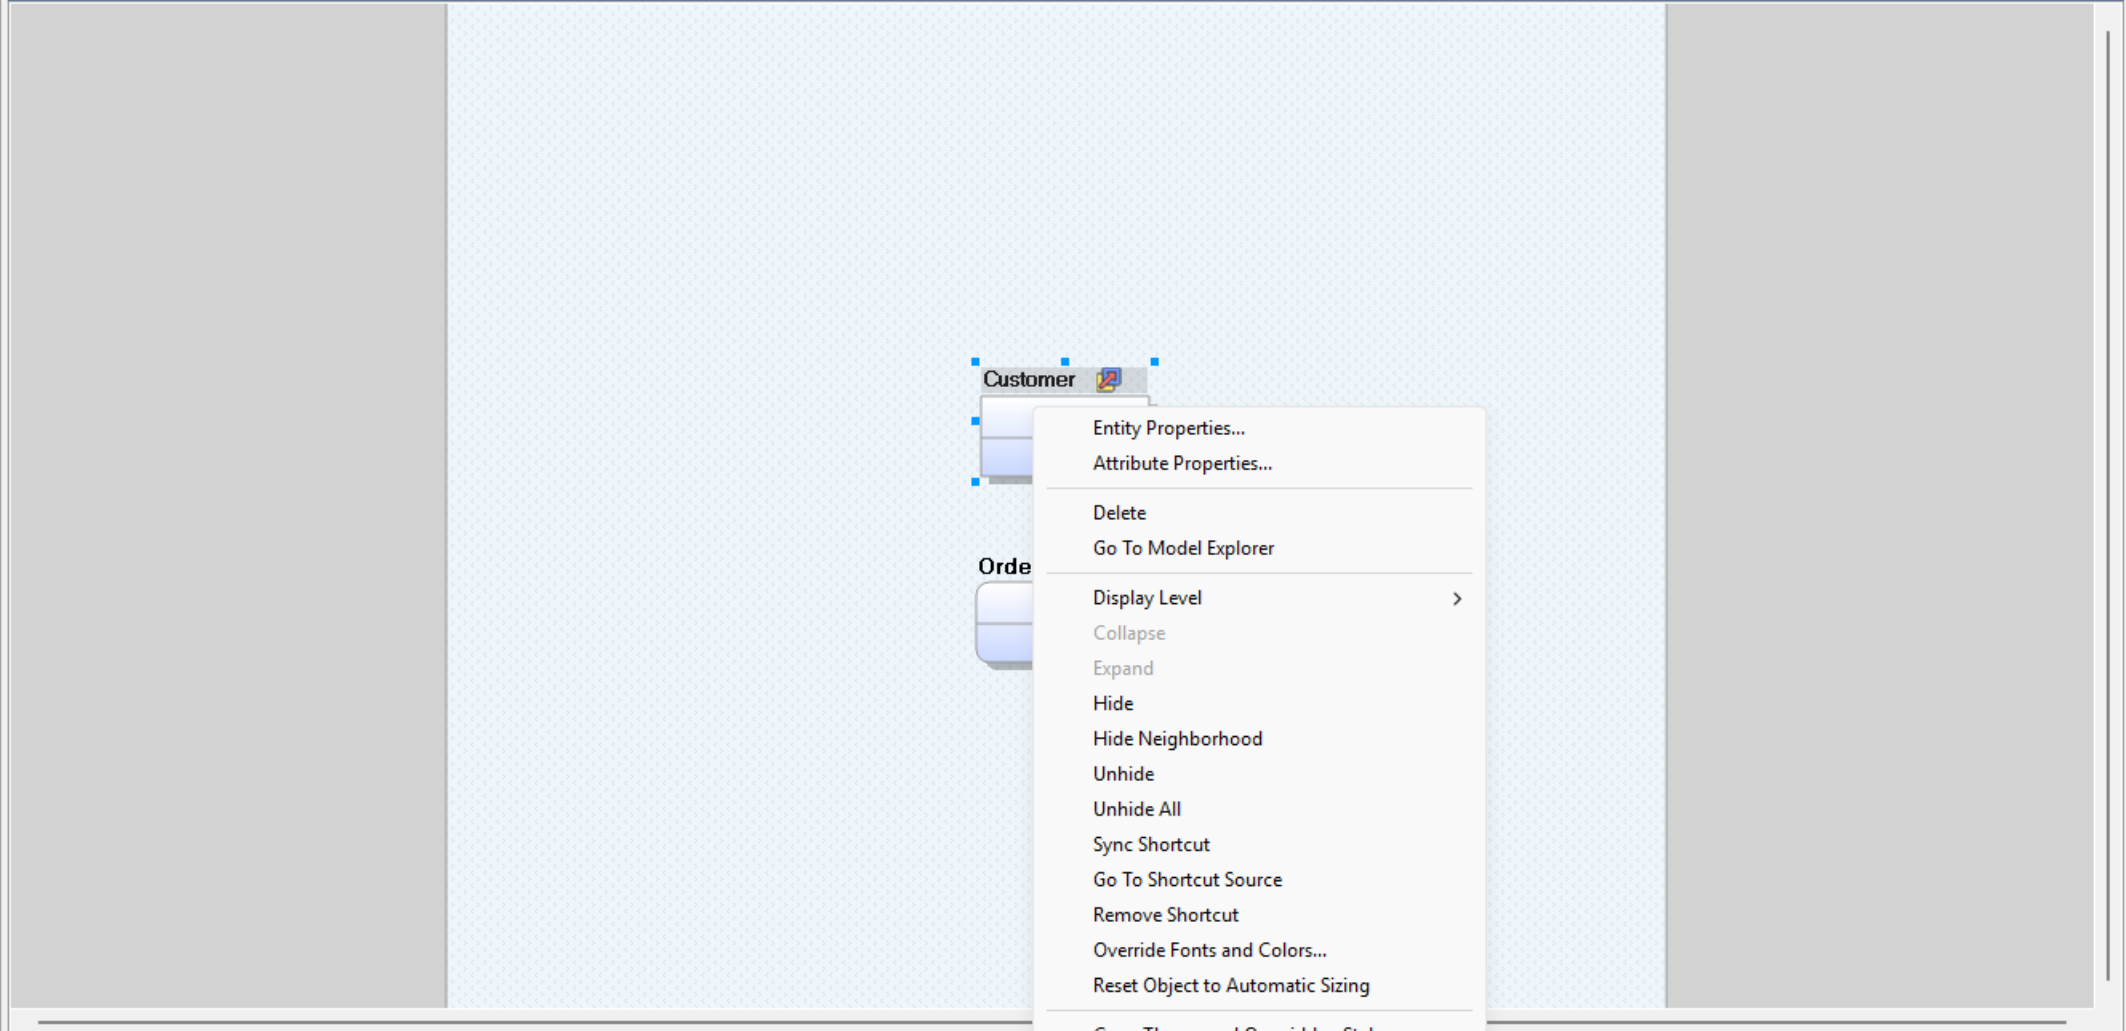 Customer
Entity Properties...
Attribute Properties...
Delete
Go To Model Explorer
Orde
Display Level
Collapse
Expand
Hide
Hide Neighborhood
Unhide
Unhide All
Sync Shortcut
Go To Shortcut Source
Remove Shortcut
Override Fonts and Colors...
Reset Object to Automatic Sizing